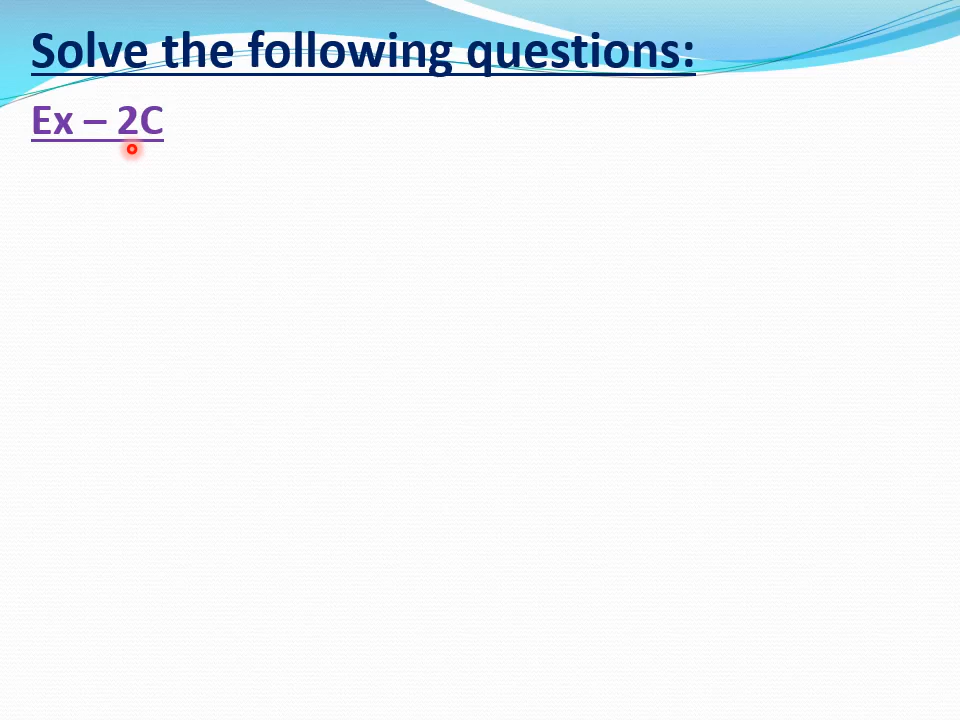 Solve the following questions:
Ex – 2C